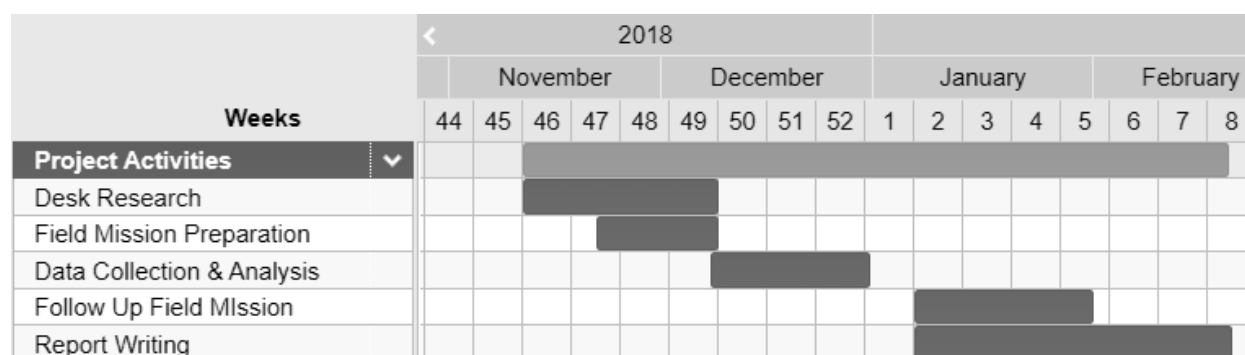 2018
November December January February
Weeks 44 45 46 47 48 49 50 51 52 1 2 3 4 5 6 7 8
Project Activities
Desk Research
Field Mission Preparation
Data Collection & Analysis
Follow Up Field MIssion
Report Writing